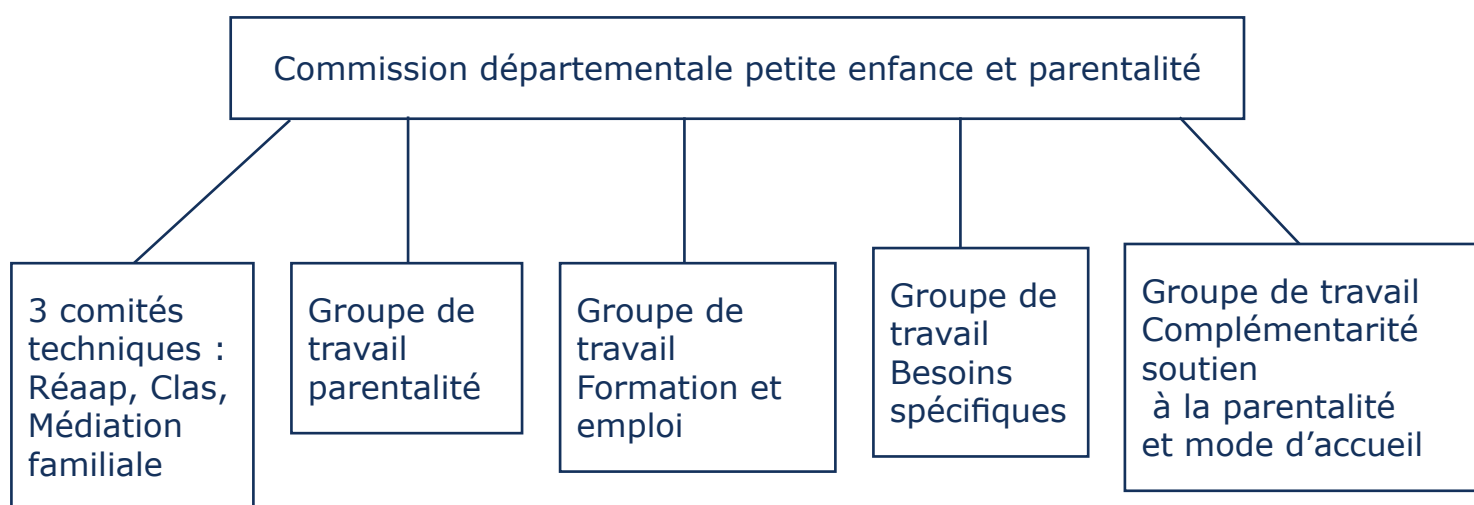 Commission départementale petite enfance et parentalité
3 comités
techniques :
Réaap, Clas,
Médiation
familiale
Groupe de
travail
parentalité
Groupe de
travail
Formation et
emploi
Groupe de
travail
Besoins
spécifiques
Groupe de travail
Complémentarité
soutien
à la parentalité
et mode d’accueil